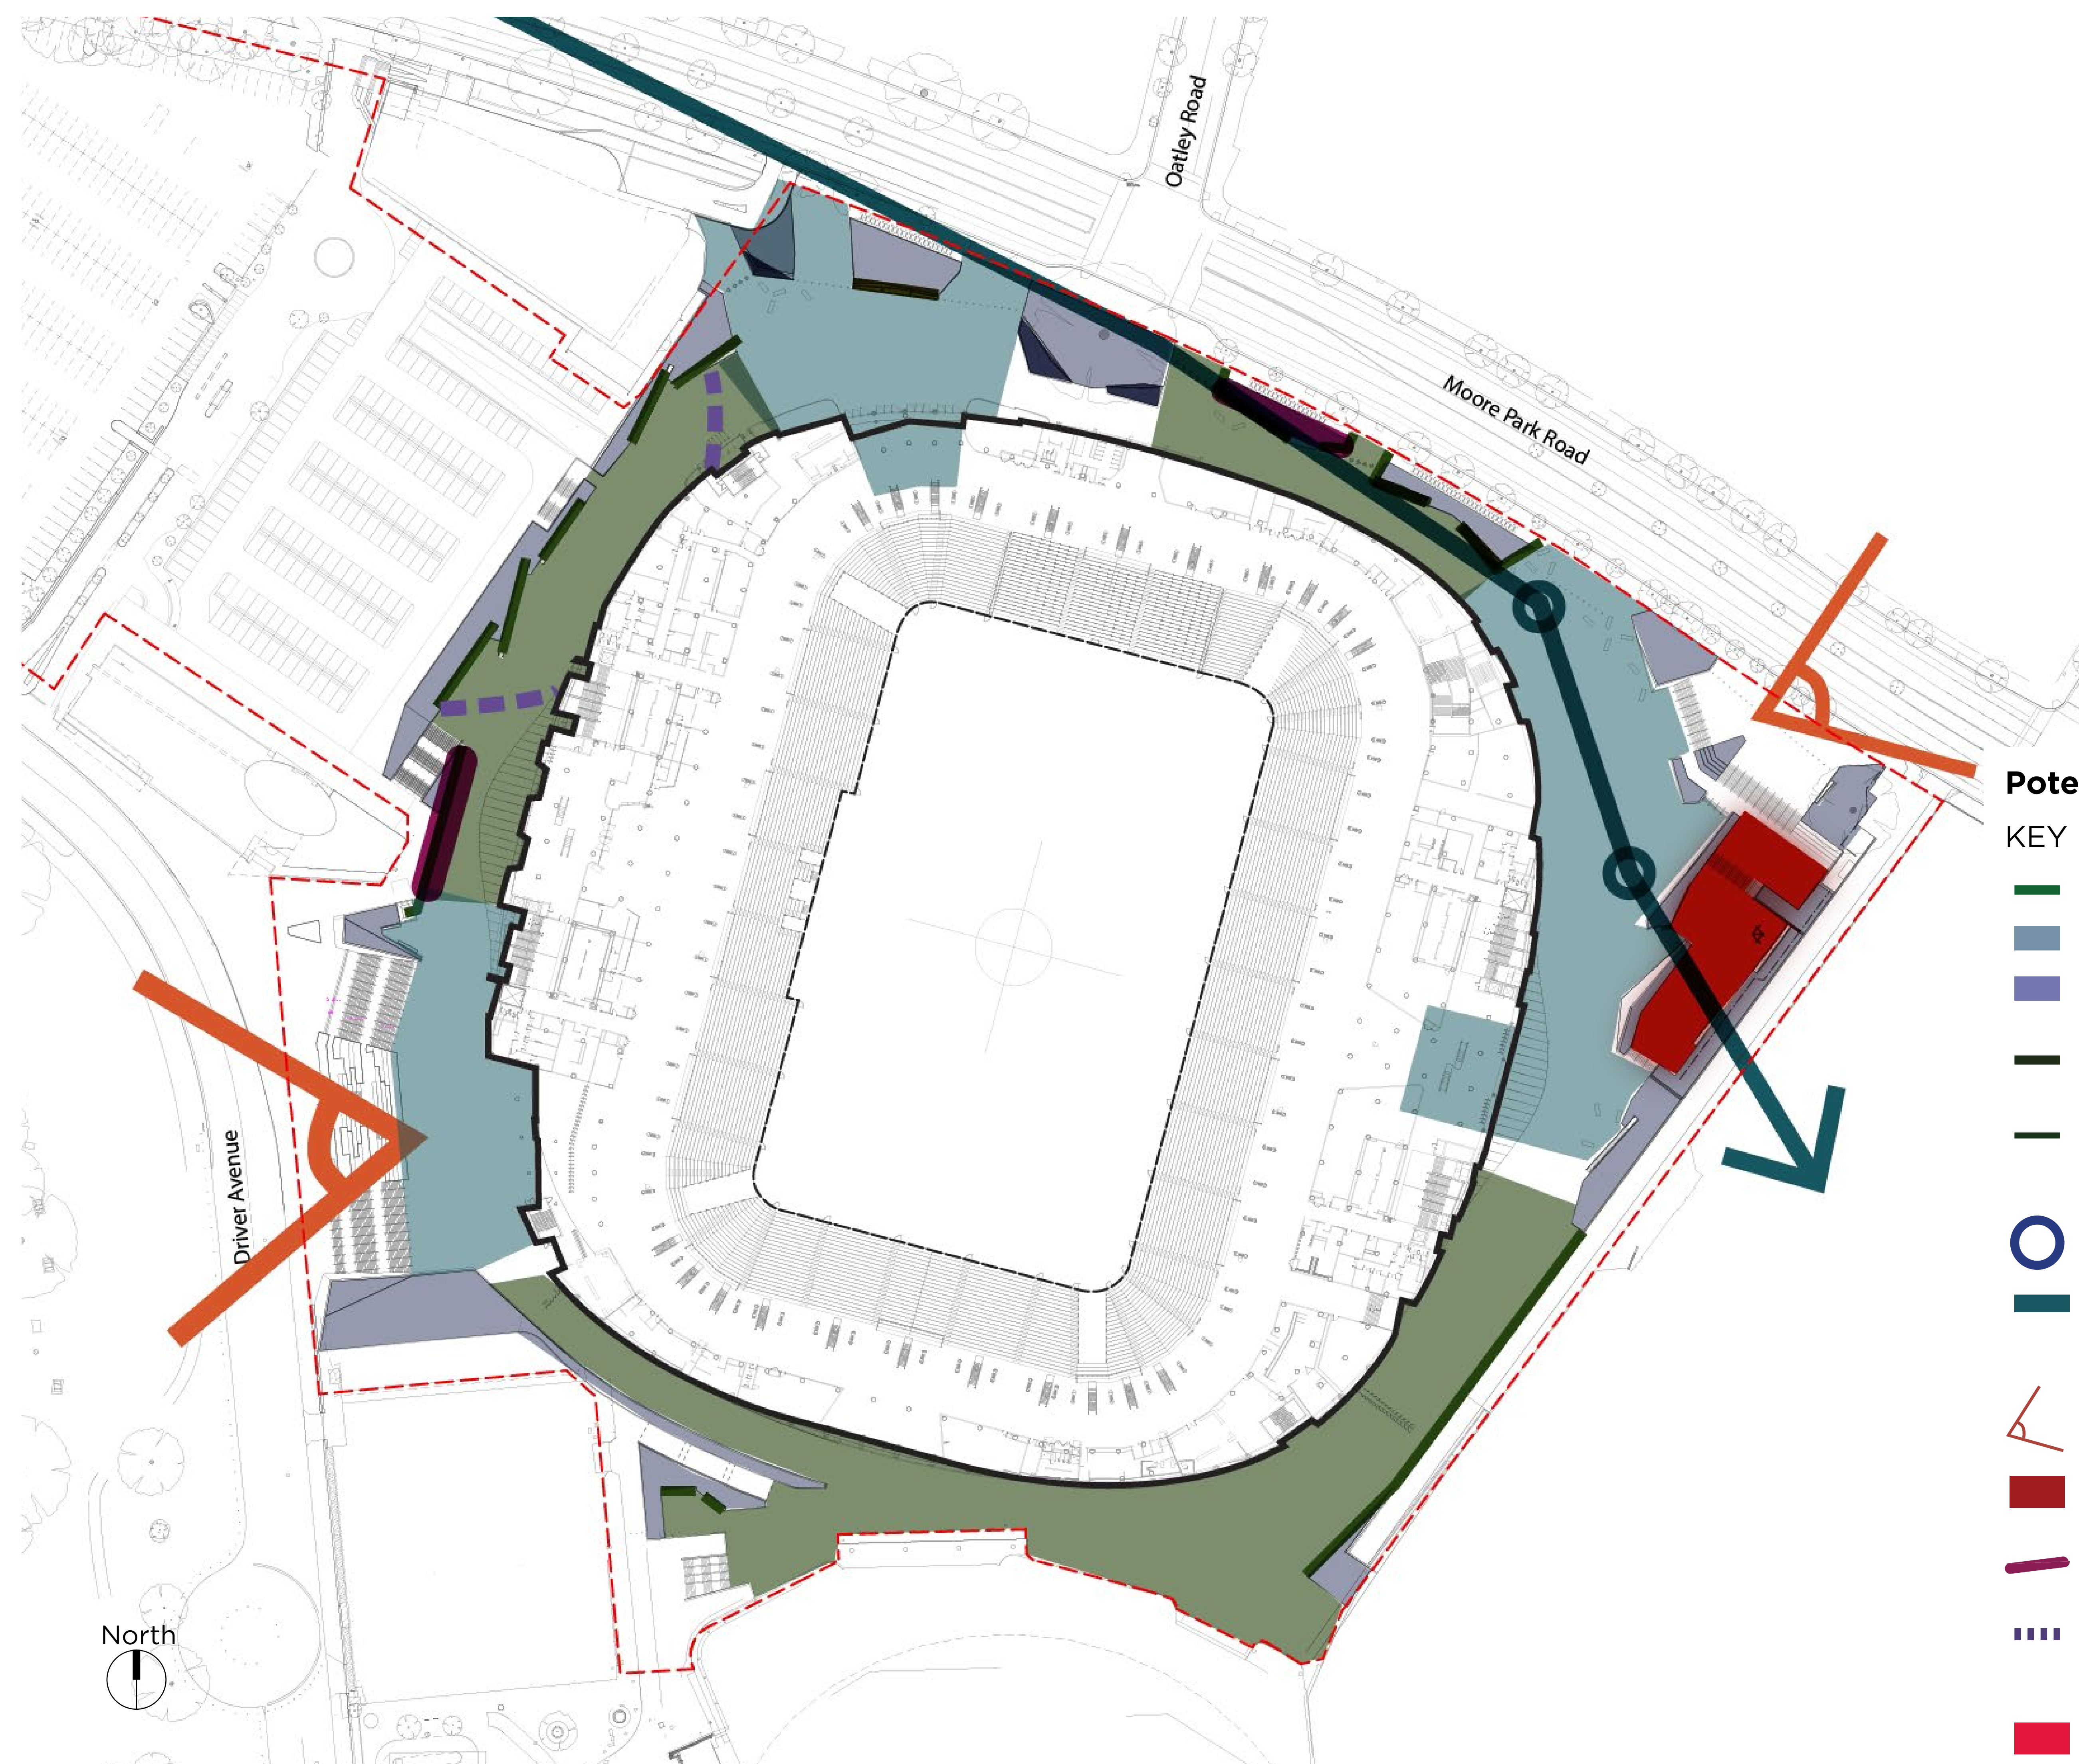 Oatley Road
Moore Park Road
Pote
KEY
Driver Avenue
North